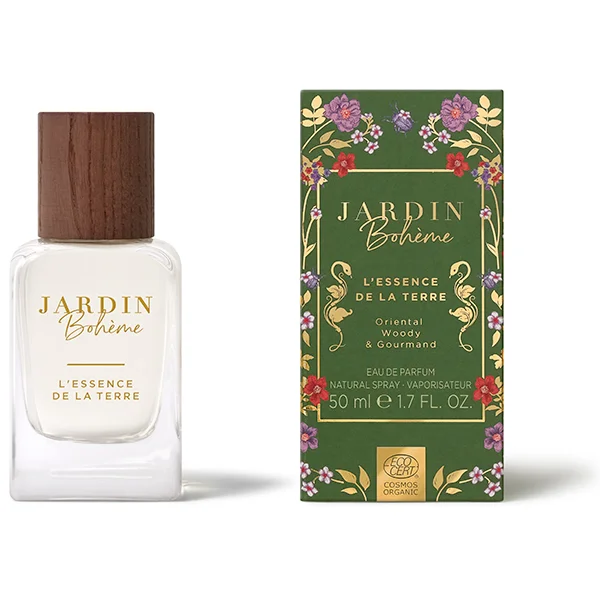 JARDIN
Bohème
L'ESSENCE
DE LA TERRE
JARDIN
Bohème
L'ESSENCE
DE LA TERRE
Oriental
Woody
& Gourmand
EAU DE PARFUM
NATURAL SPRAY · VAPORISATEUR
50 ml ℮ 1.7 FL. OZ.
ECO
CERT
COSMOS
ORGANIC